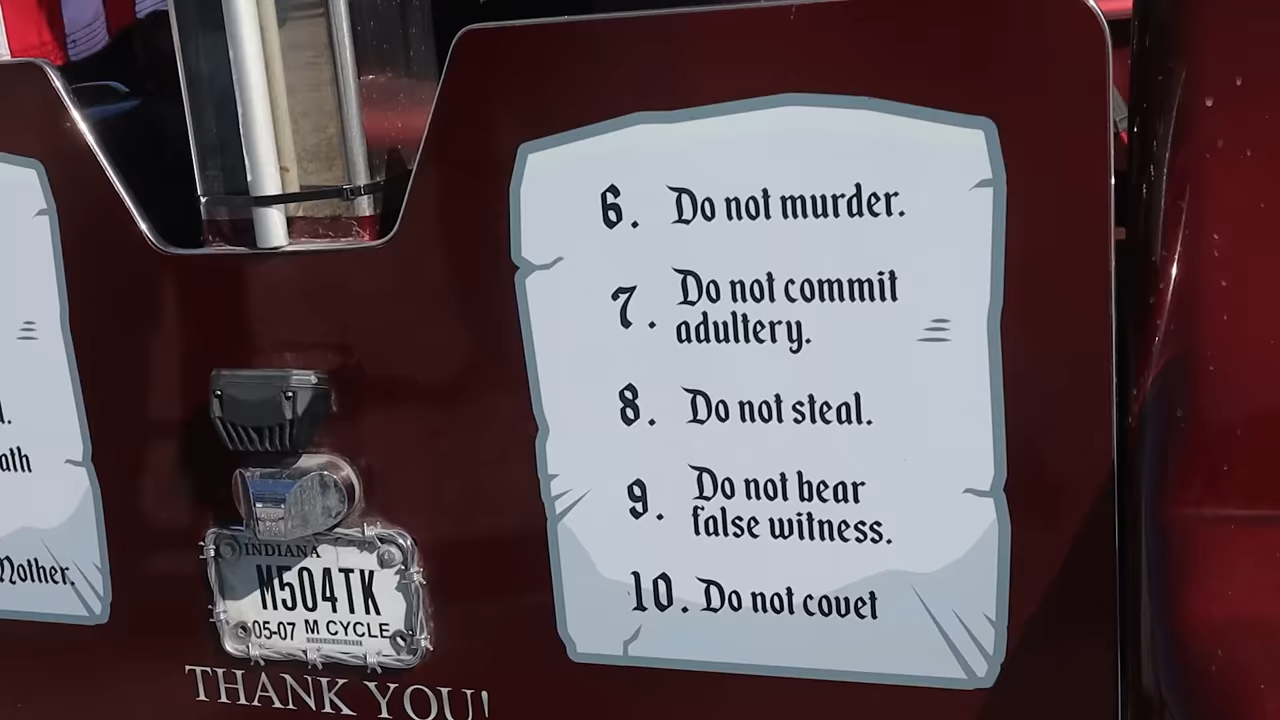 ath
Mother.
6. Do not murder.
7. Do not commit
adultery.
8. Do not steal.
9. Do not bear
false witness.
10. Do not covet
INDIANA
M504TK
05-07 M CYCLE
THANK YOU!